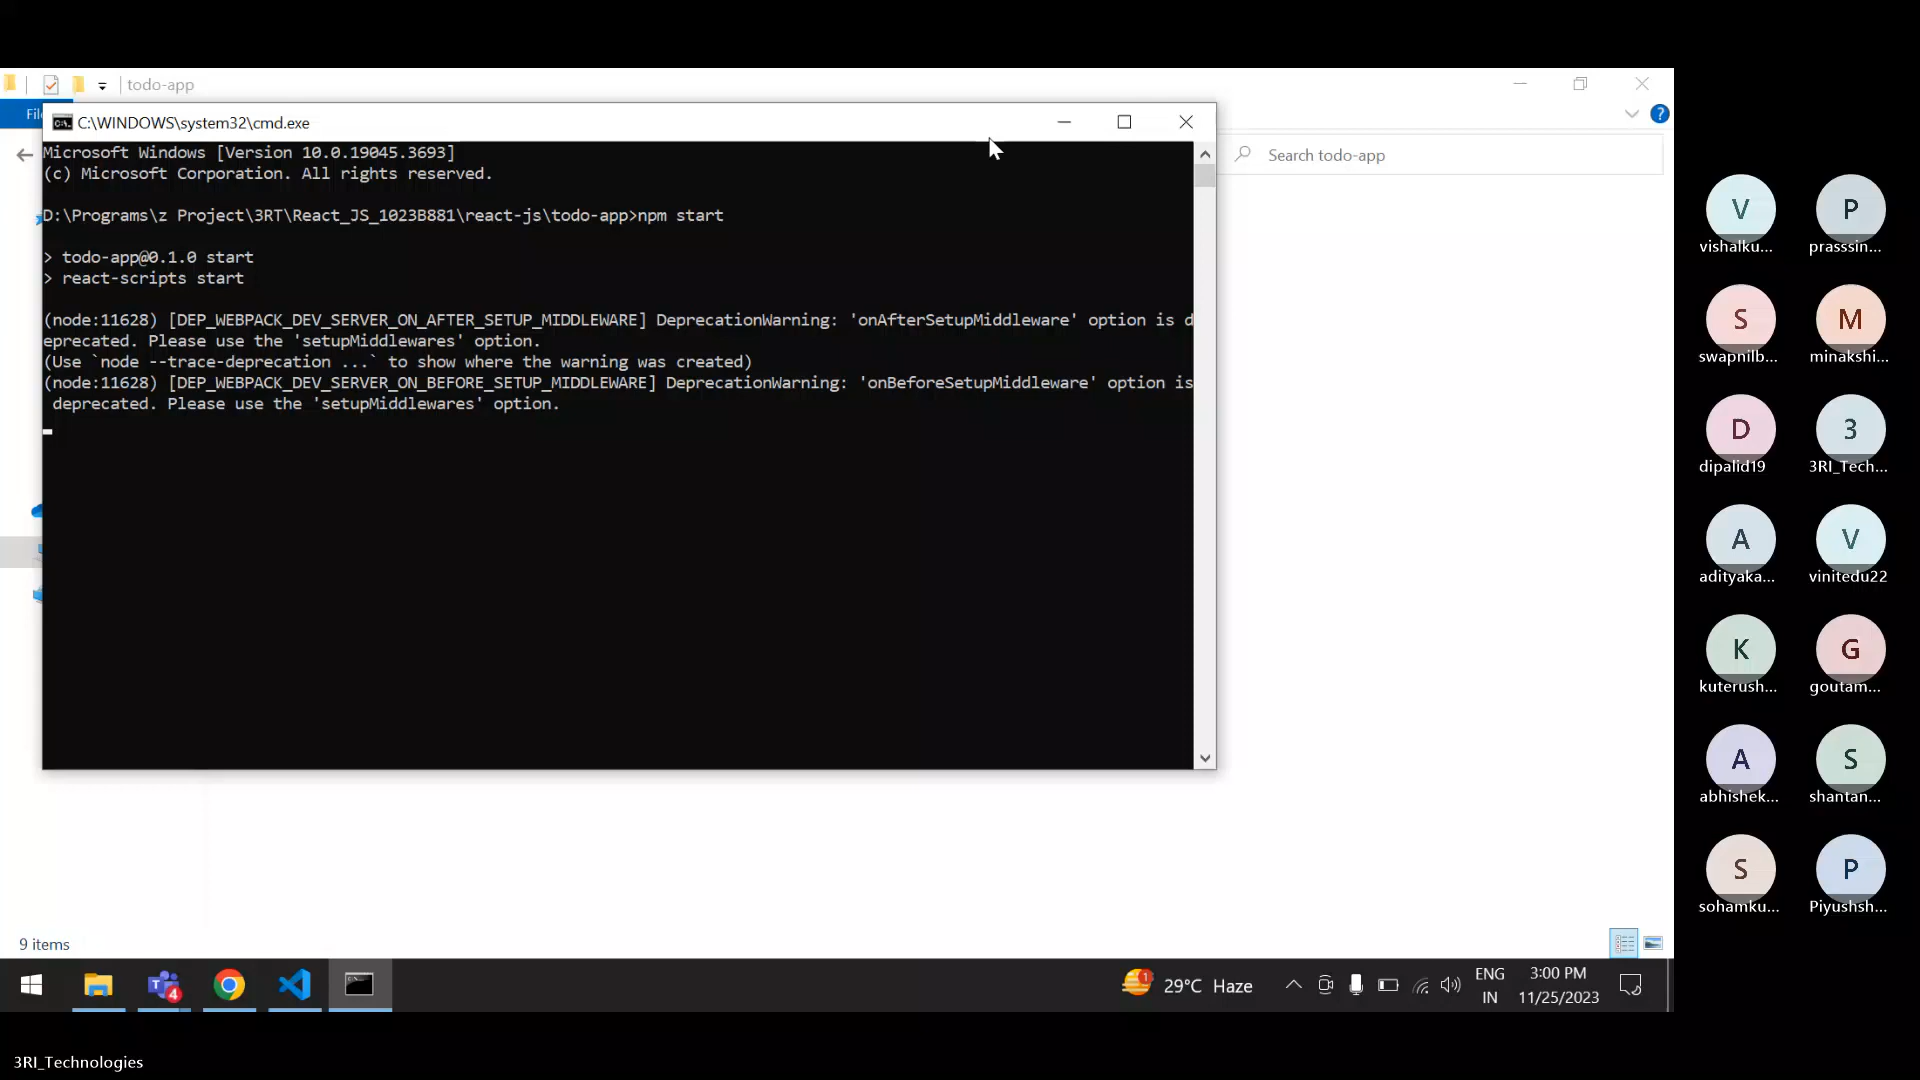 todo-app
Fil
C:\WINDOWS\system32\cmd.exe
Search todo-app
Microsoft Windows [Version 10.0.19045.3693]
(c) Microsoft Corporation. All rights reserved.
D:\Programs\z Project\3RT\React_JS_1023B881\react-js\todo-app>npm start
> todo-app@0.1.0 start
> react-scripts start
(node:11628) [DEP_WEBPACK_DEV_SERVER_ON_AFTER_SETUP_MIDDLEWARE] DeprecationWarning: 'onAfterSetupMiddleware' option is d
eprecated. Please use the 'setupMiddlewares' option.
(Use `node --trace-deprecation ...` to show where the warning was created)
(node:11628) [DEP_WEBPACK_DEV_SERVER_ON_BEFORE_SETUP_MIDDLEWARE] DeprecationWarning: 'onBeforeSetupMiddleware' option is
deprecated. Please use the 'setupMiddlewares' option.
9 items
4
1
29°C Haze
ENG
IN
3:00 PM
11/25/2023
V
vishalku...
P
prasssin...
S
swapnilb...
M
minakshi...
D
dipalid19
3
3RI_Tech...
A
adityaka...
V
vinitedu22
K
kuterush...
G
goutam...
A
abhishek...
S
shantan...
S
sohamku...
P
Piyushsh...
3RI_Technologies